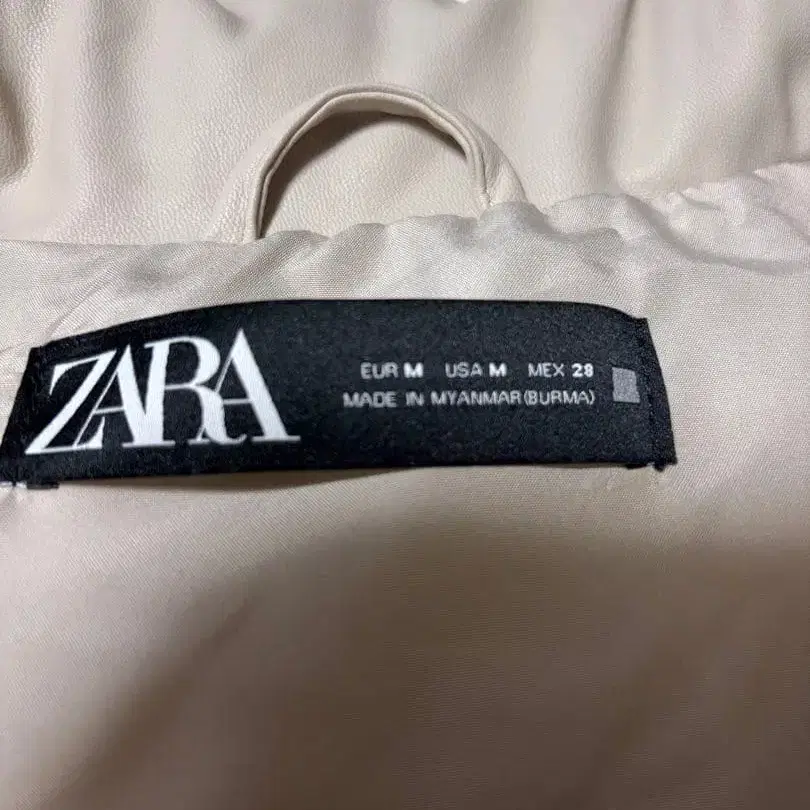 ZARA
EUR M USA M MEX 28
MADE IN MYANMAR (BURMA)